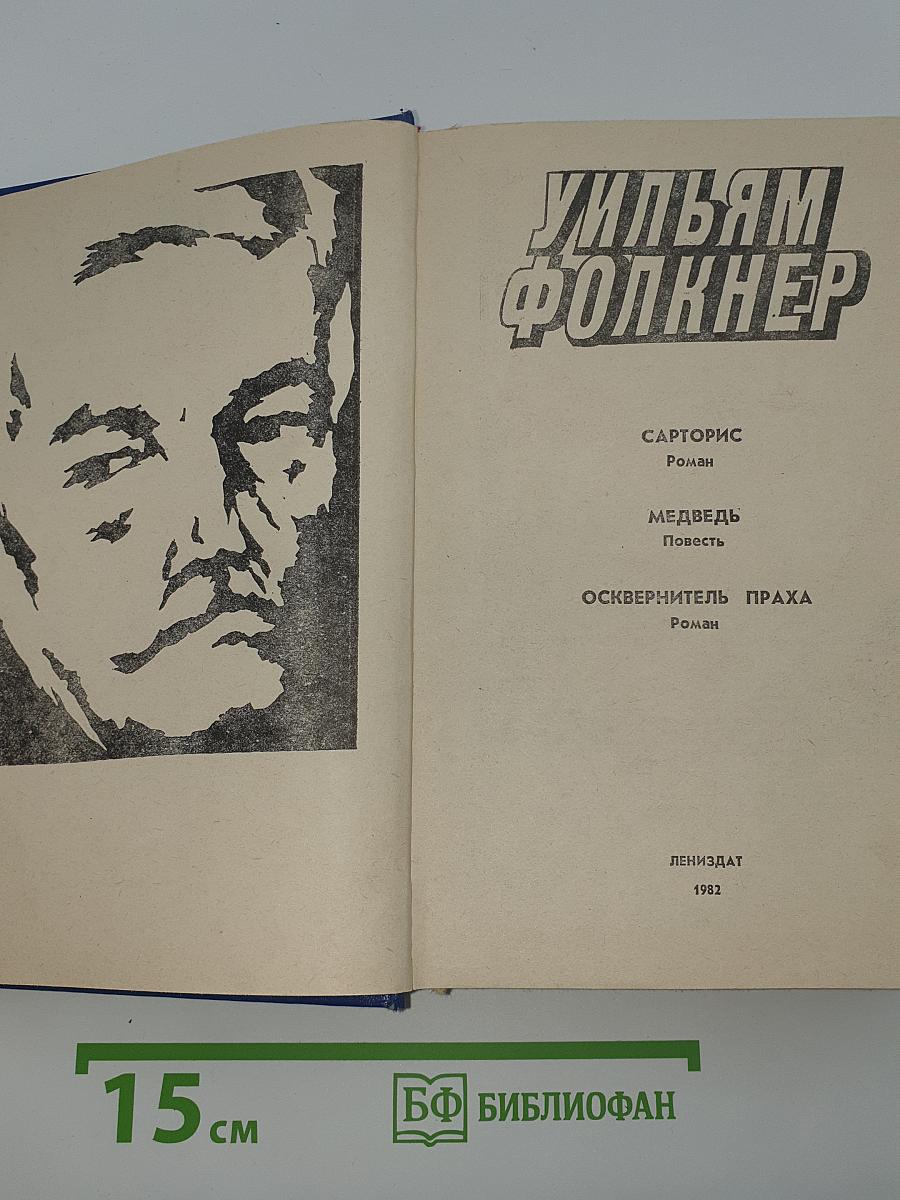 УИЛЬЯМ
ФОЛКНЕР
САРТОРИС
Роман
МЕДВЕДЬ
Повесть
ОСКВЕРНИТЕЛЬ ПРАХА
Роман
ЛЕНИЗДАТ
1982
15 см
БФ БИБЛИОФАН